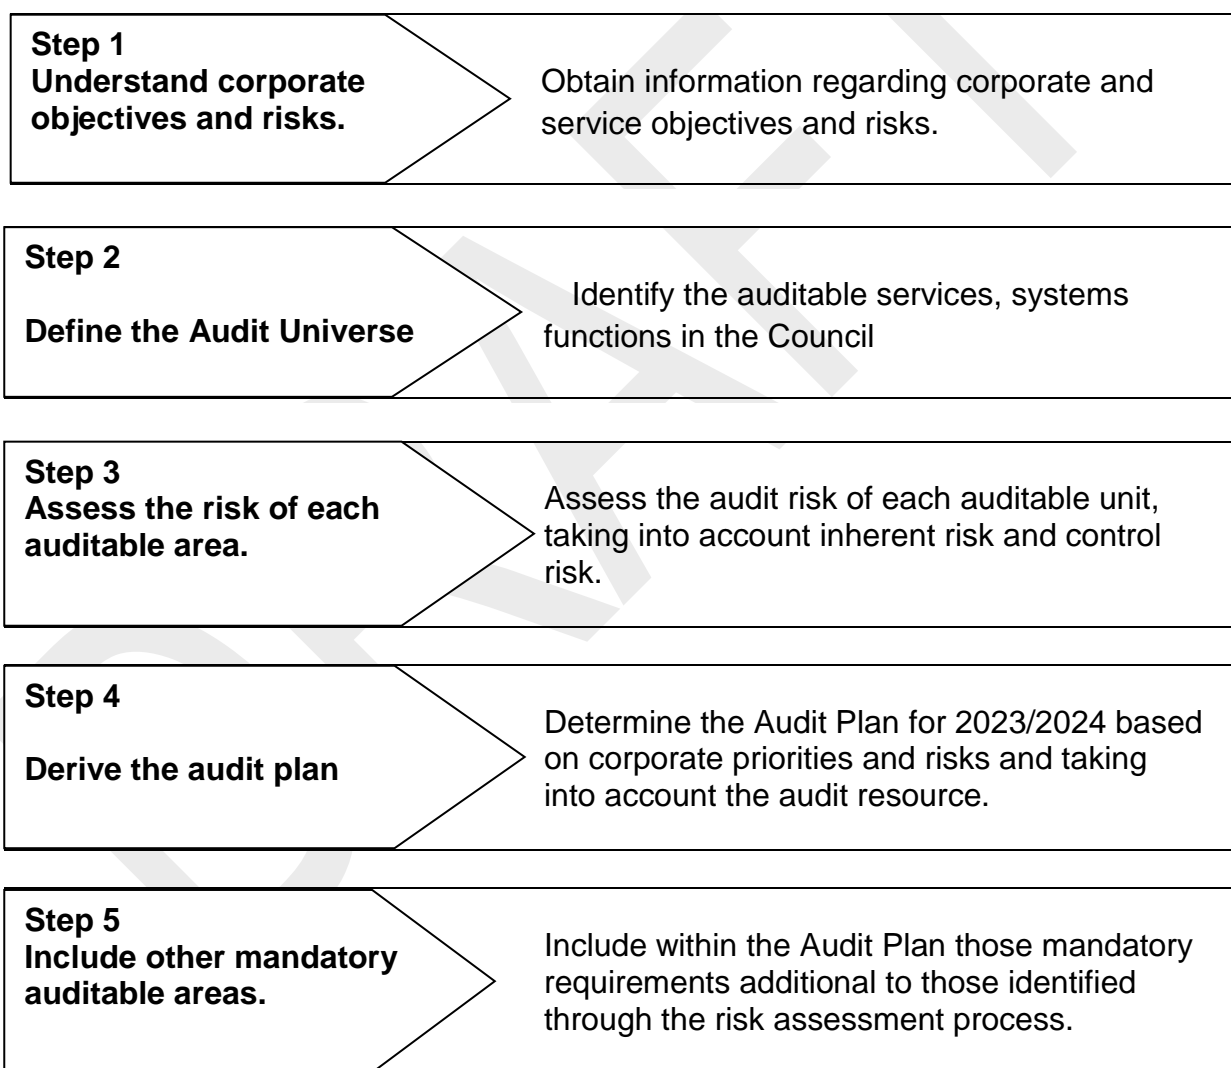 Step 1
Understand corporate
objectives and risks.
Obtain information regarding corporate and
service objectives and risks.
Step 2
Define the Audit Universe
Identify the auditable services, systems
functions in the Council
Step 3
Assess the risk of each
auditable area.
Assess the audit risk of each auditable unit,
taking into account inherent risk and control
risk.
Step 4
Derive the audit plan
Determine the Audit Plan for 2023/2024 based
on corporate priorities and risks and taking
into account the audit resource.
Step 5
Include other mandatory
auditable areas.
Include within the Audit Plan those mandatory
requirements additional to those identified
through the risk assessment process.
DRAFT